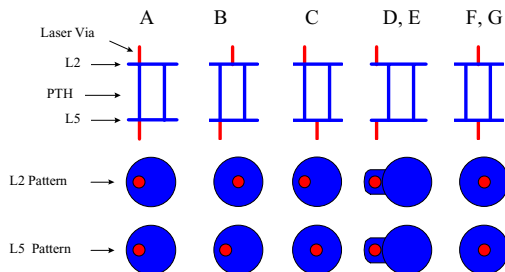 A B C D, E F, G
Laser Via
L2
PTH
L5
L2 Pattern
L5 Pattern